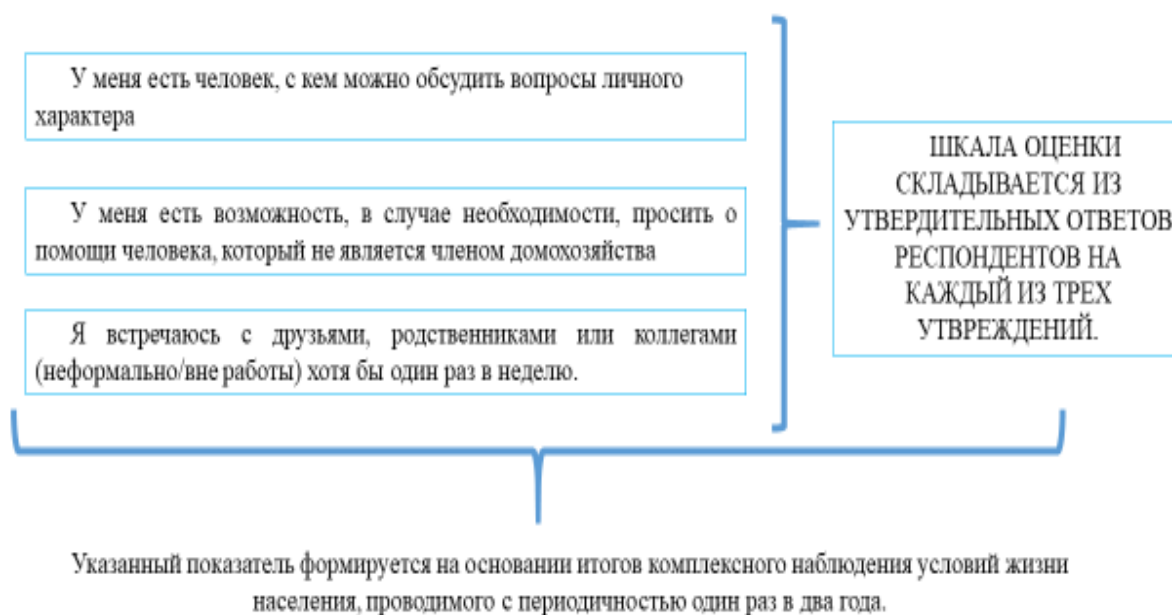 У меня есть человек, с кем можно обсудить вопросы личного
характера
У меня есть возможность, в случае необходимости, просить о
помощи человека, который не является членом домохозяйства
Я встречаюсь с друзьями, родственниками или коллегами
(неформально/вне работы) хотя бы один раз в неделю.
ШКАЛА ОЦЕНКИ
СКЛАДЫВАЕТСЯ ИЗ
УТВЕРДИТЕЛЬНЫХ ОТВЕТОВ
РЕСПОНДЕНТОВ НА
КАЖДЫЙ ИЗ ТРЕХ
УТВРЕЖДЕНИЙ.
Указанный показатель формируется на основании итогов комплексного наблюдения условий жизни
населения, проводимого с периодичностью один раз в два года.